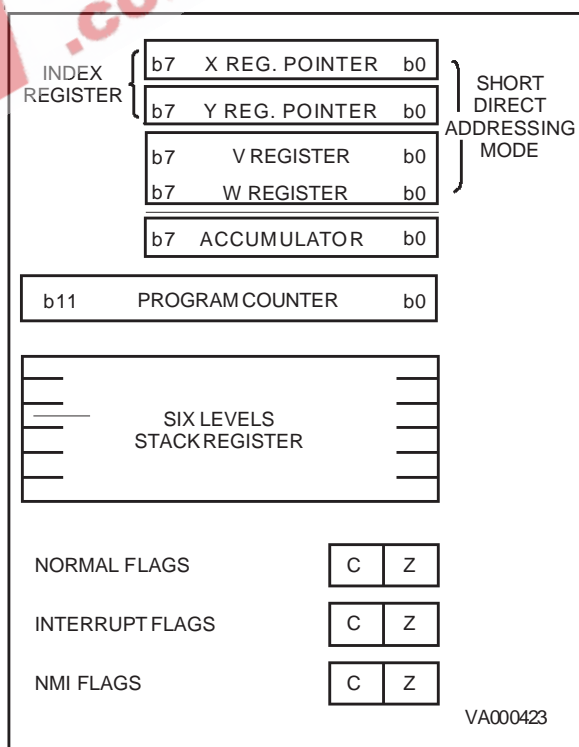 .co
INDEX
REGISTER
b7 X REG. POINTER b0
b7 Y REG. POINTER b0
b7 V REGISTER b0
b7 W REGISTER b0
b7 ACCUMULATOR b0
SHORT
DIRECT
ADDRESSING
MODE
b11 PROGRAM COUNTER b0
SIX LEVELS
STACK REGISTER
NORMAL FLAGS C Z
INTERRUPT FLAGS C Z
NMI FLAGS C Z
VA000423